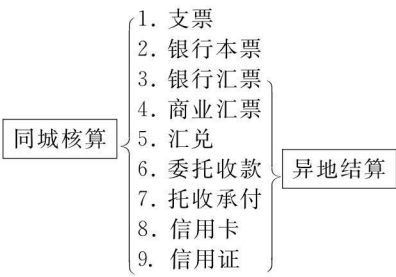 1. 支票
2. 银行本票
3. 银行汇票
4. 商业汇票
同城核算
5. 汇兑
6. 委托收款
异地结算
7. 托收承付
8. 信用卡
9. 信用证